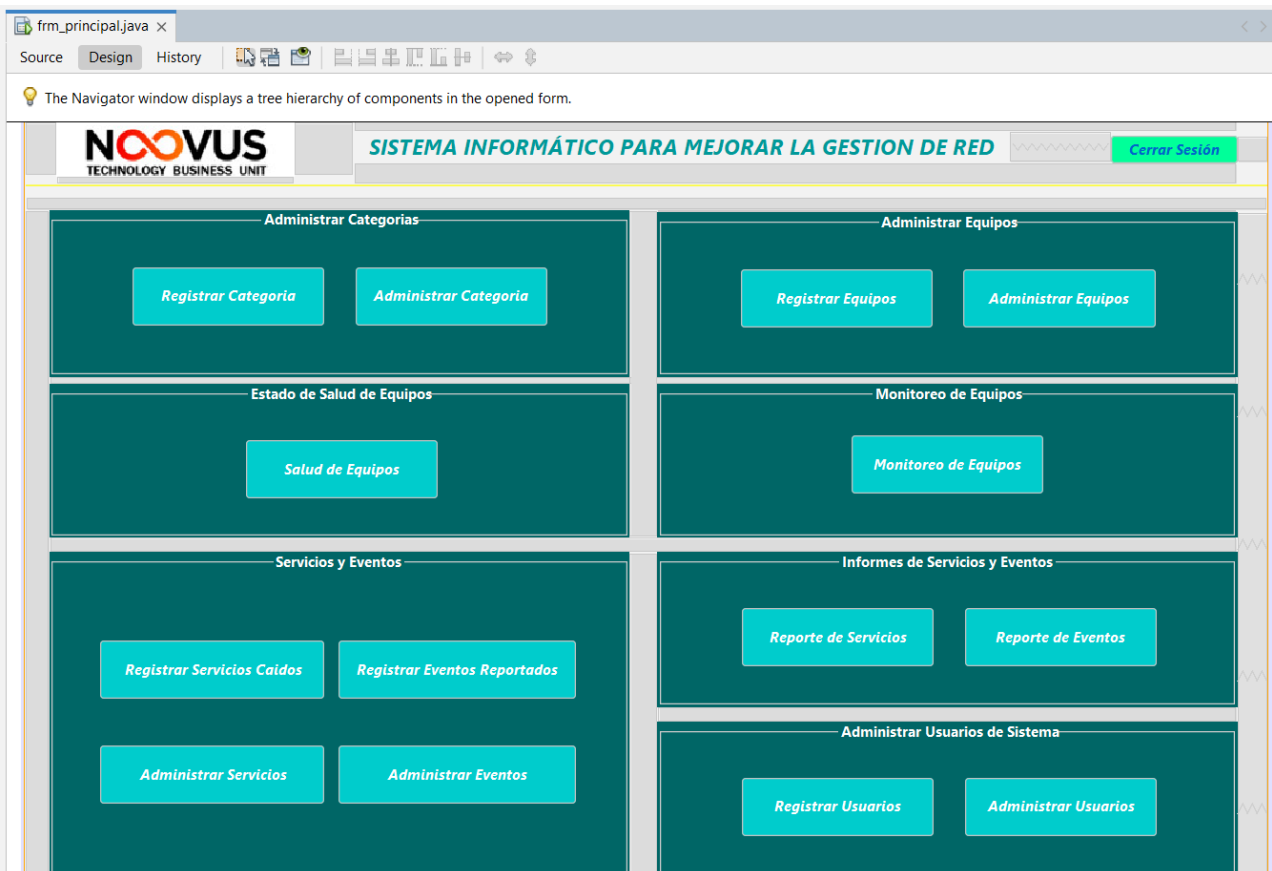 frm_principal.java
Source Design History
The Navigator window displays a tree hierarchy of components in the opened form.
NOOVUS
TECHNOLOGY BUSINESS UNIT
SISTEMA INFORMÁTICO PARA MEJORAR LA GESTION DE RED
Cerrar Sesión
Administrar Categorias
Registrar Categoria
Administrar Categoria
Administrar Equipos
Registrar Equipos
Administrar Equipos
Estado de Salud de Equipos
Salud de Equipos
Monitoreo de Equipos
Monitoreo de Equipos
Servicios y Eventos
Registrar Servicios Caidos
Registrar Eventos Reportados
Administrar Servicios
Administrar Eventos
Informes de Servicios y Eventos
Reporte de Servicios
Reporte de Eventos
Administrar Usuarios de Sistema
Registrar Usuarios
Administrar Usuarios